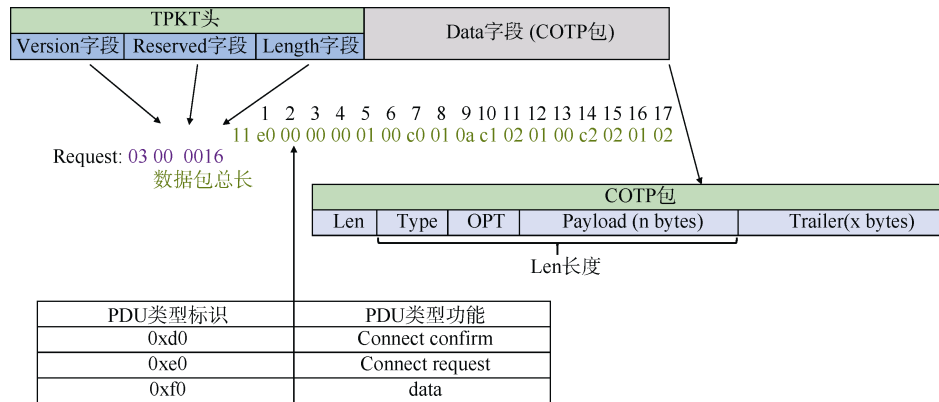 TPKT头
Version字段 Reserved字段 Length字段
Data字段 (COTP包)
1 2 3 4 5 6 7 8 9 10 11 12 13 14 15 16 17
11 e0 00 00 00 01 00 c0 01 0a c1 02 01 00 c2 02 01 02
Request: 03 00 0016
数据包总长
COTP包
Len Type OPT Payload (n bytes) Trailer(x bytes)
Len长度
PDU类型标识 PDU类型功能
0xd0 Connect confirm
0xe0 Connect request
0xf0 data